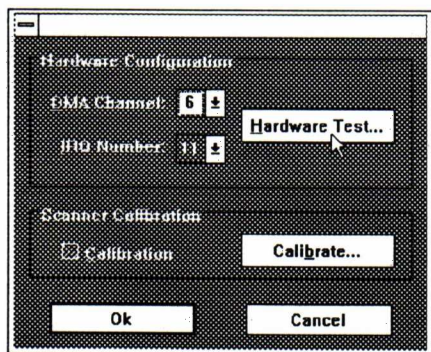 Hardware Configuration
DMA Channel: 6
Hardware Test...
IRQ Number: 11
Scanner Calibration
Calibration
Calibrate...
Ok
Cancel